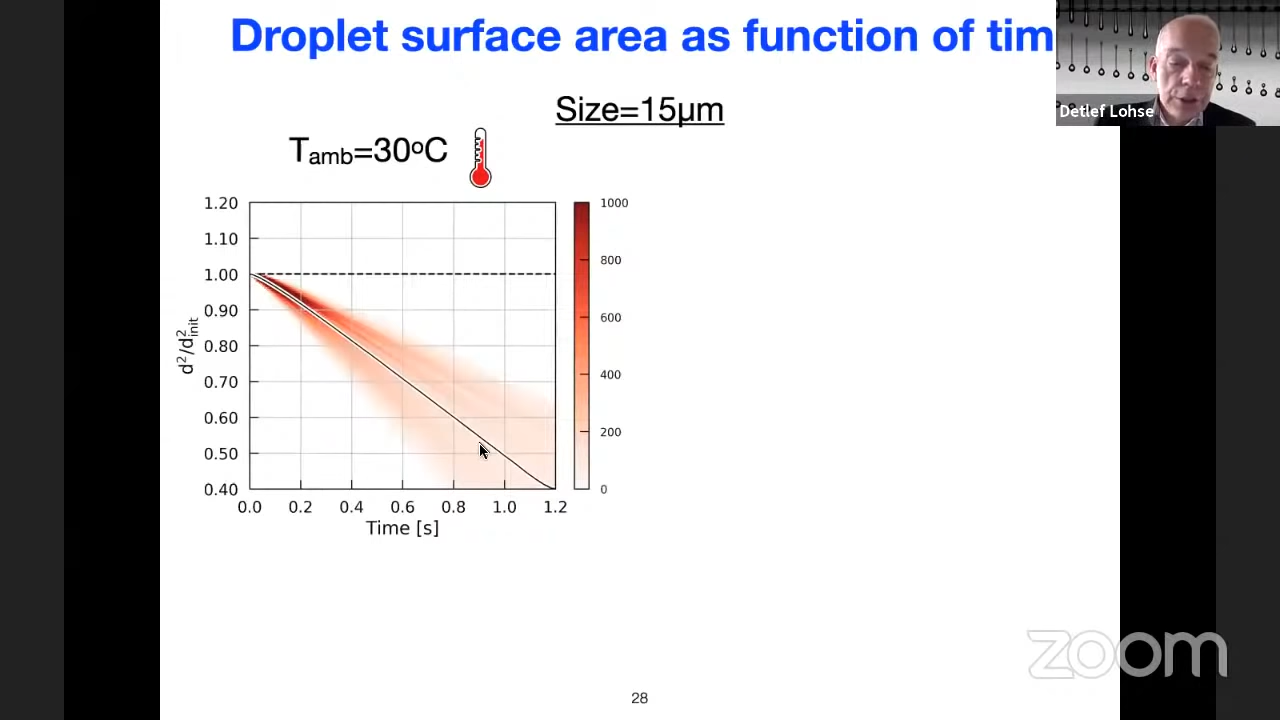 Droplet surface area as function of tim
Detlef Lohse
Size=15μm
Tamb=30ºC
1.20
1.10
1.00
0.90
0.80
0.70
0.60
0.50
0.40
d²/d²init
0.0 0.2 0.4 0.6 0.8 1.0 1.2
Time [s]
1000
800
600
400
200
0
zoom
28